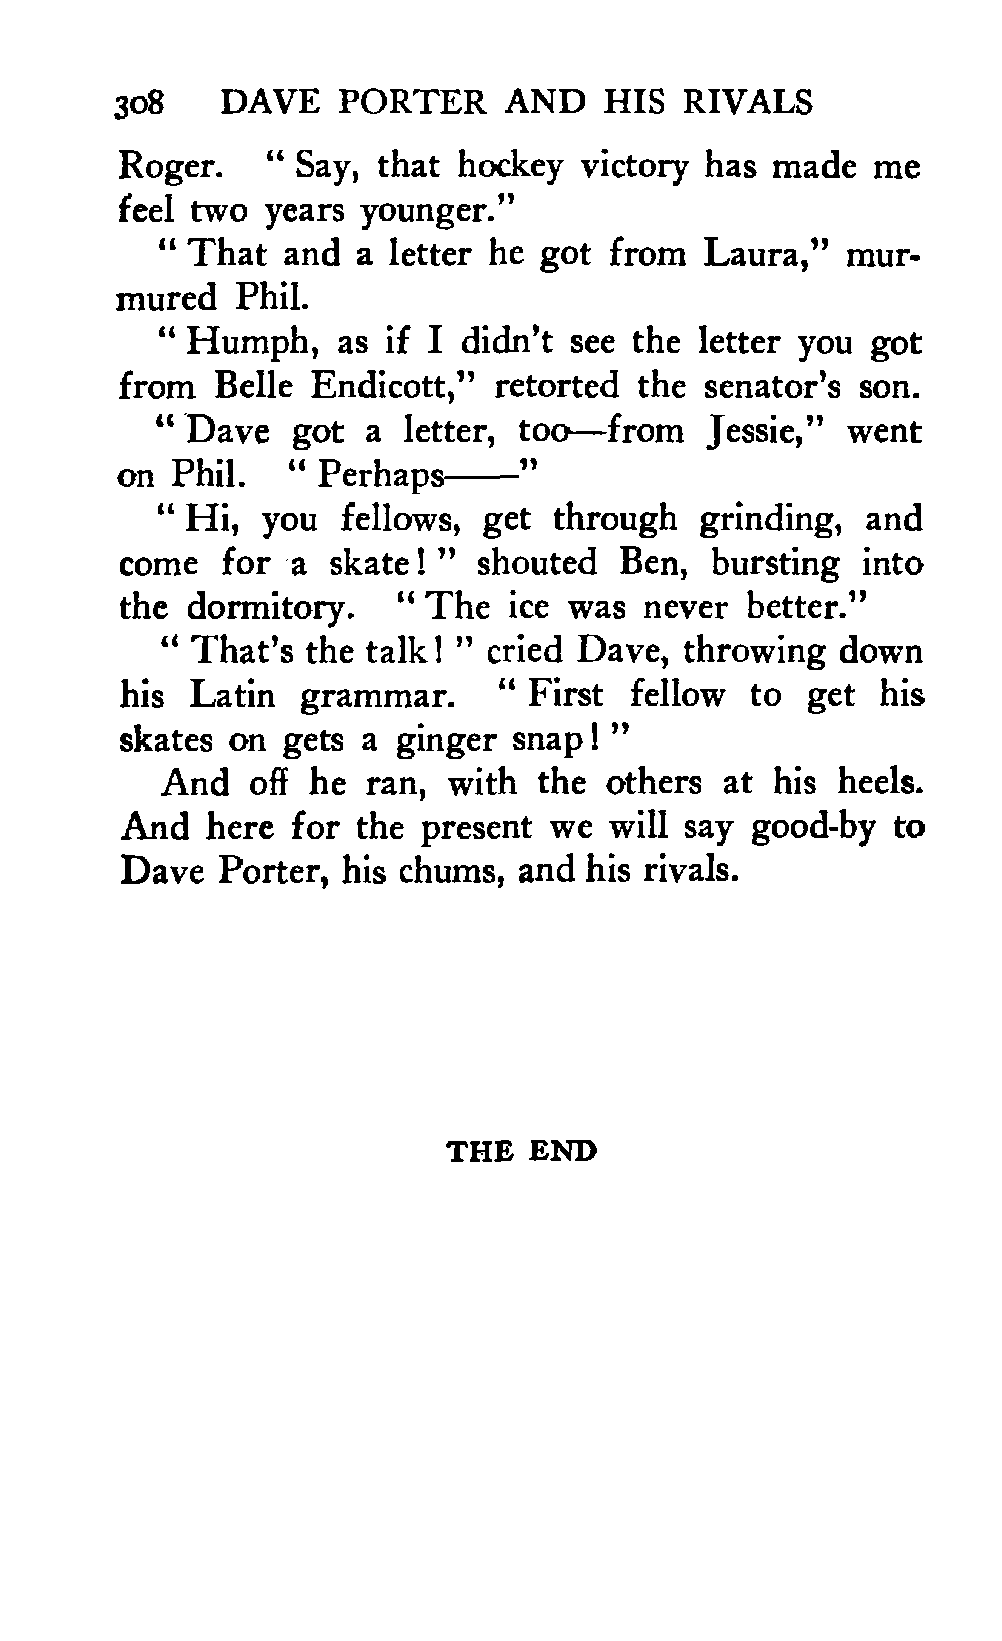 308 DAVE PORTER AND HIS RIVALS
Roger. " Say, that hockey victory has made me
feel two years younger."
" That and a letter he got from Laura," mur-
mured Phil.
" Humph, as if I didn't see the letter you got
from Belle Endicott," retorted the senator's son.
" Dave got a letter, too—from Jessie," went
on Phil. " Perhaps——"
" Hi, you fellows, get through grinding, and
come for a skate! " shouted Ben, bursting into
the dormitory. " The ice was never better."
" That's the talk! " cried Dave, throwing down
his Latin grammar. " First fellow to get his
skates on gets a ginger snap! "
And off he ran, with the others at his heels.
And here for the present we will say good-by to
Dave Porter, his chums, and his rivals.
THE END